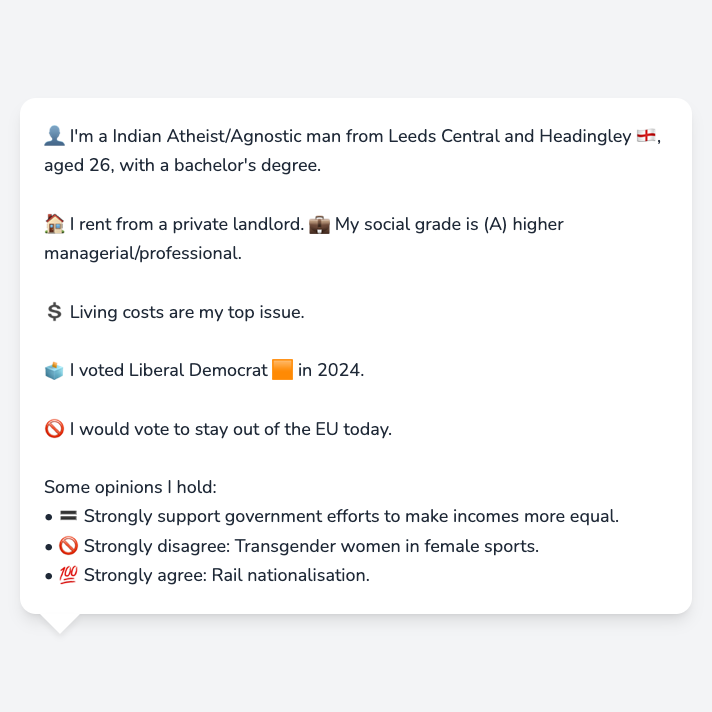 👤 I'm a Indian Atheist/Agnostic man from Leeds Central and Headingley 🏴󠁧󠁢󠁥󠁮󠁧󠁿,
aged 26, with a bachelor's degree.
🏠 I rent from a private landlord. 💼 My social grade is (A) higher
managerial/professional.
💲 Living costs are my top issue.
🗳️ I voted Liberal Democrat 🟧 in 2024.
🚫 I would vote to stay out of the EU today.
Some opinions I hold:
• 🟰 Strongly support government efforts to make incomes more equal.
• 🚫 Strongly disagree: Transgender women in female sports.
• 💯 Strongly agree: Rail nationalisation.